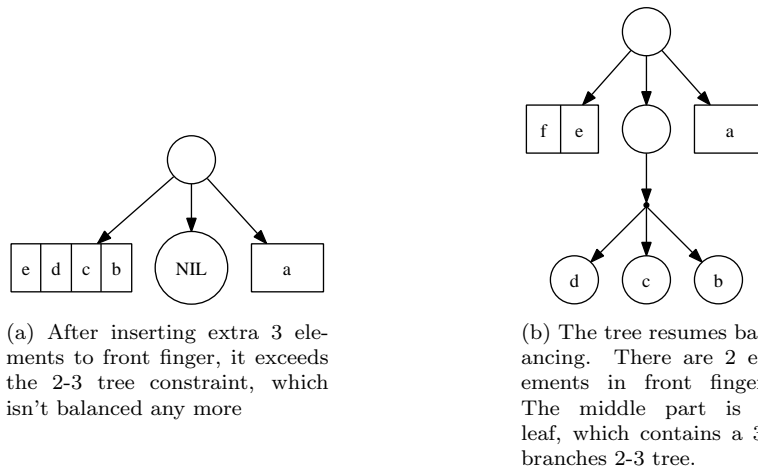 f e a
e d c b NIL a
d c b
(a) After inserting extra 3 ele-
ments to front finger, it exceeds
the 2-3 tree constraint, which
isn't balanced any more
(b) The tree resumes ba
ancing. There are 2 e
ements in front finger
The middle part is
leaf, which contains a 3
branches 2-3 tree.